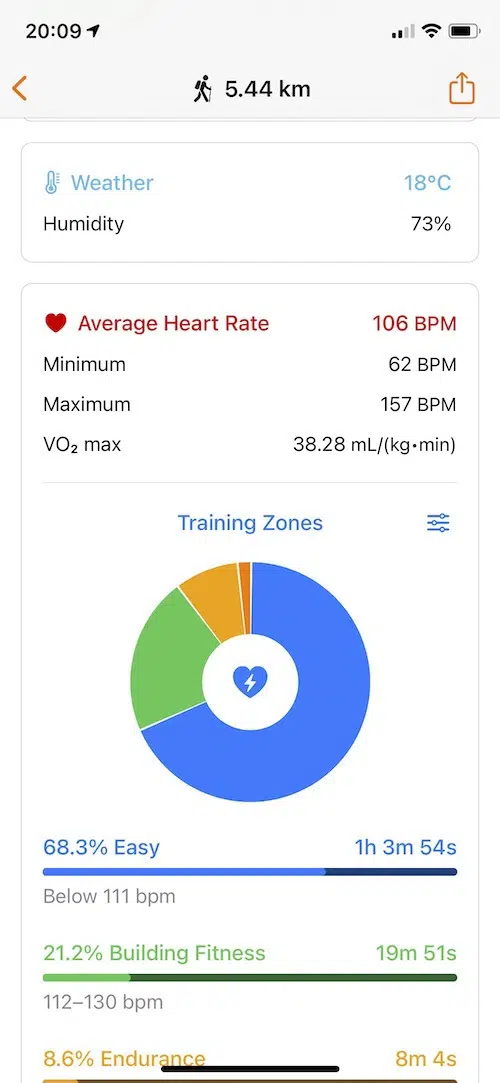 20:09
5.44 km
Weather 18°C
Humidity 73%
Average Heart Rate 106 BPM
Minimum 62 BPM
Maximum 157 BPM
VO₂ max 38.28 mL/(kg•min)
Training Zones
68.3% Easy 1h 3m 54s
Below 111 bpm
21.2% Building Fitness 19m 51s
112–130 bpm
8.6% Endurance 8m 4s